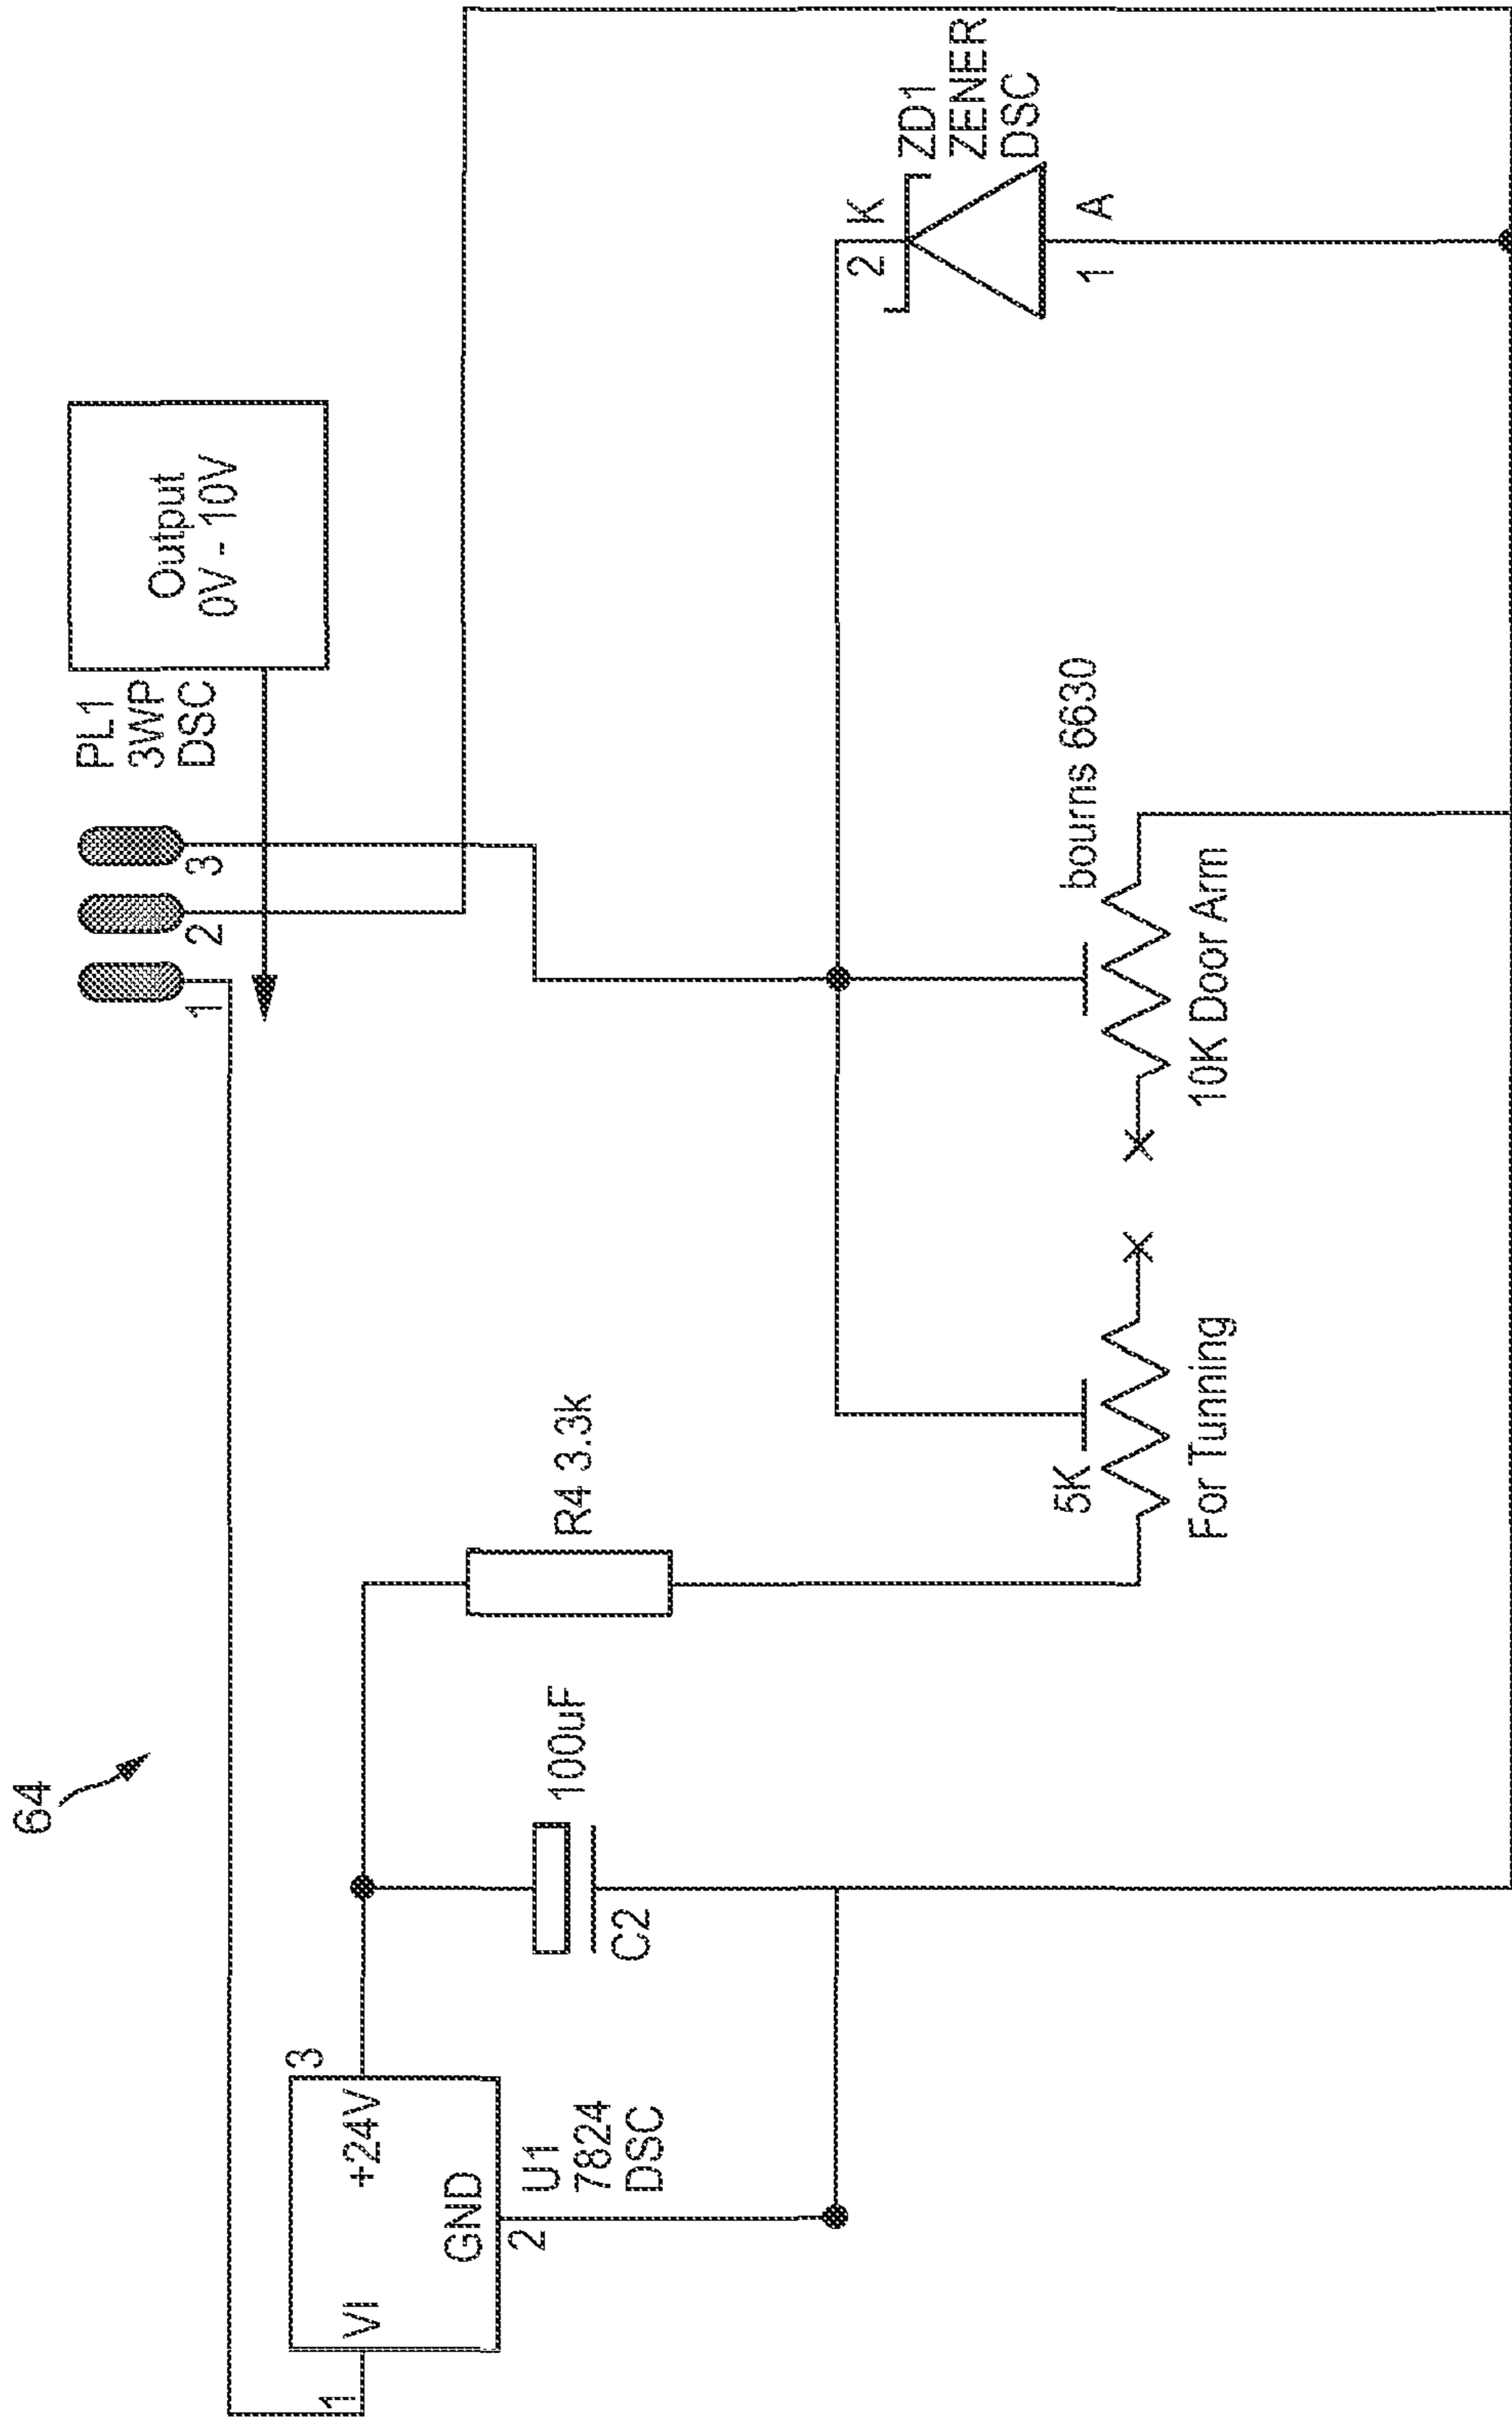 64
VI
+24V
GND
1
3
2
U1
7824
DSC
100uF
C2
R4 3.3k
5K
For Tunning
10K Door Arm
bourns 6630
1
2
3
PL1
3WP
DSC
Output
0V - 10V
2
K
1
A
ZD1
ZENER
DSC